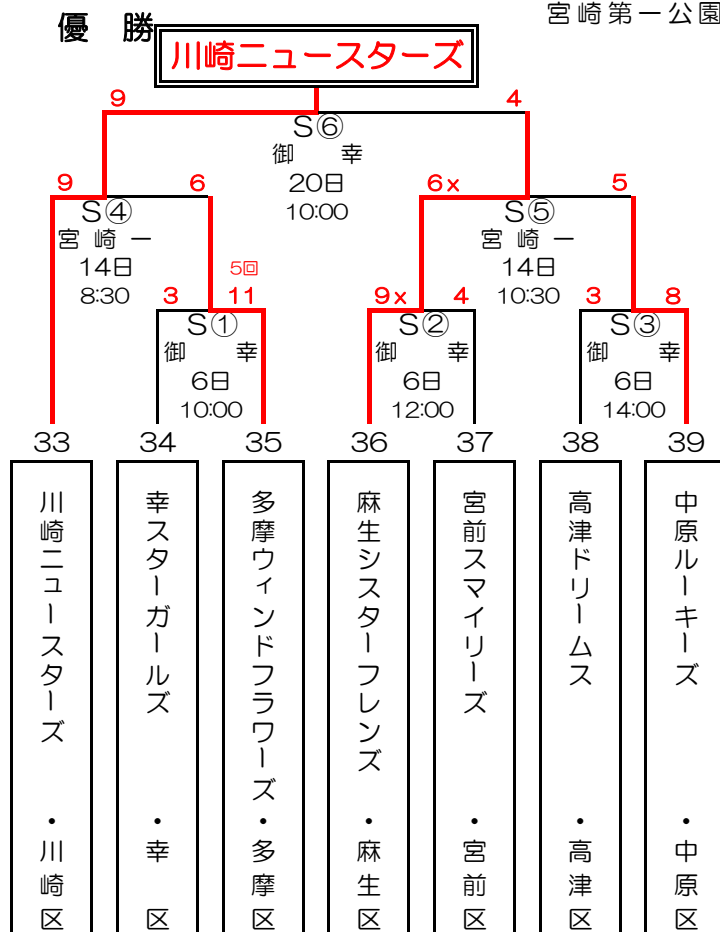 宮崎第一公園
優　勝
川崎ニュースターズ
9　4
S⑥
御　幸
20日
10:00
9　6　6x　5
S④　S⑤
宮崎一　宮崎一
14日　14日
8:30　10:30
5回
3　11　9x　4　3　8
S①　S②　S③
御　幸　御　幸　御　幸
6日　6日　6日
10:00　12:00　14:00
33　34　35　36　37　38　39
川崎ニュースターズ・川崎区
幸スターガールズ・幸　区
多摩ウィンドフラワーズ・多摩区
麻生シスターフレンズ・麻生区
宮前スマイリーズ・宮前区
高津ドリームス・高津区
中原ルーキーズ・中原区